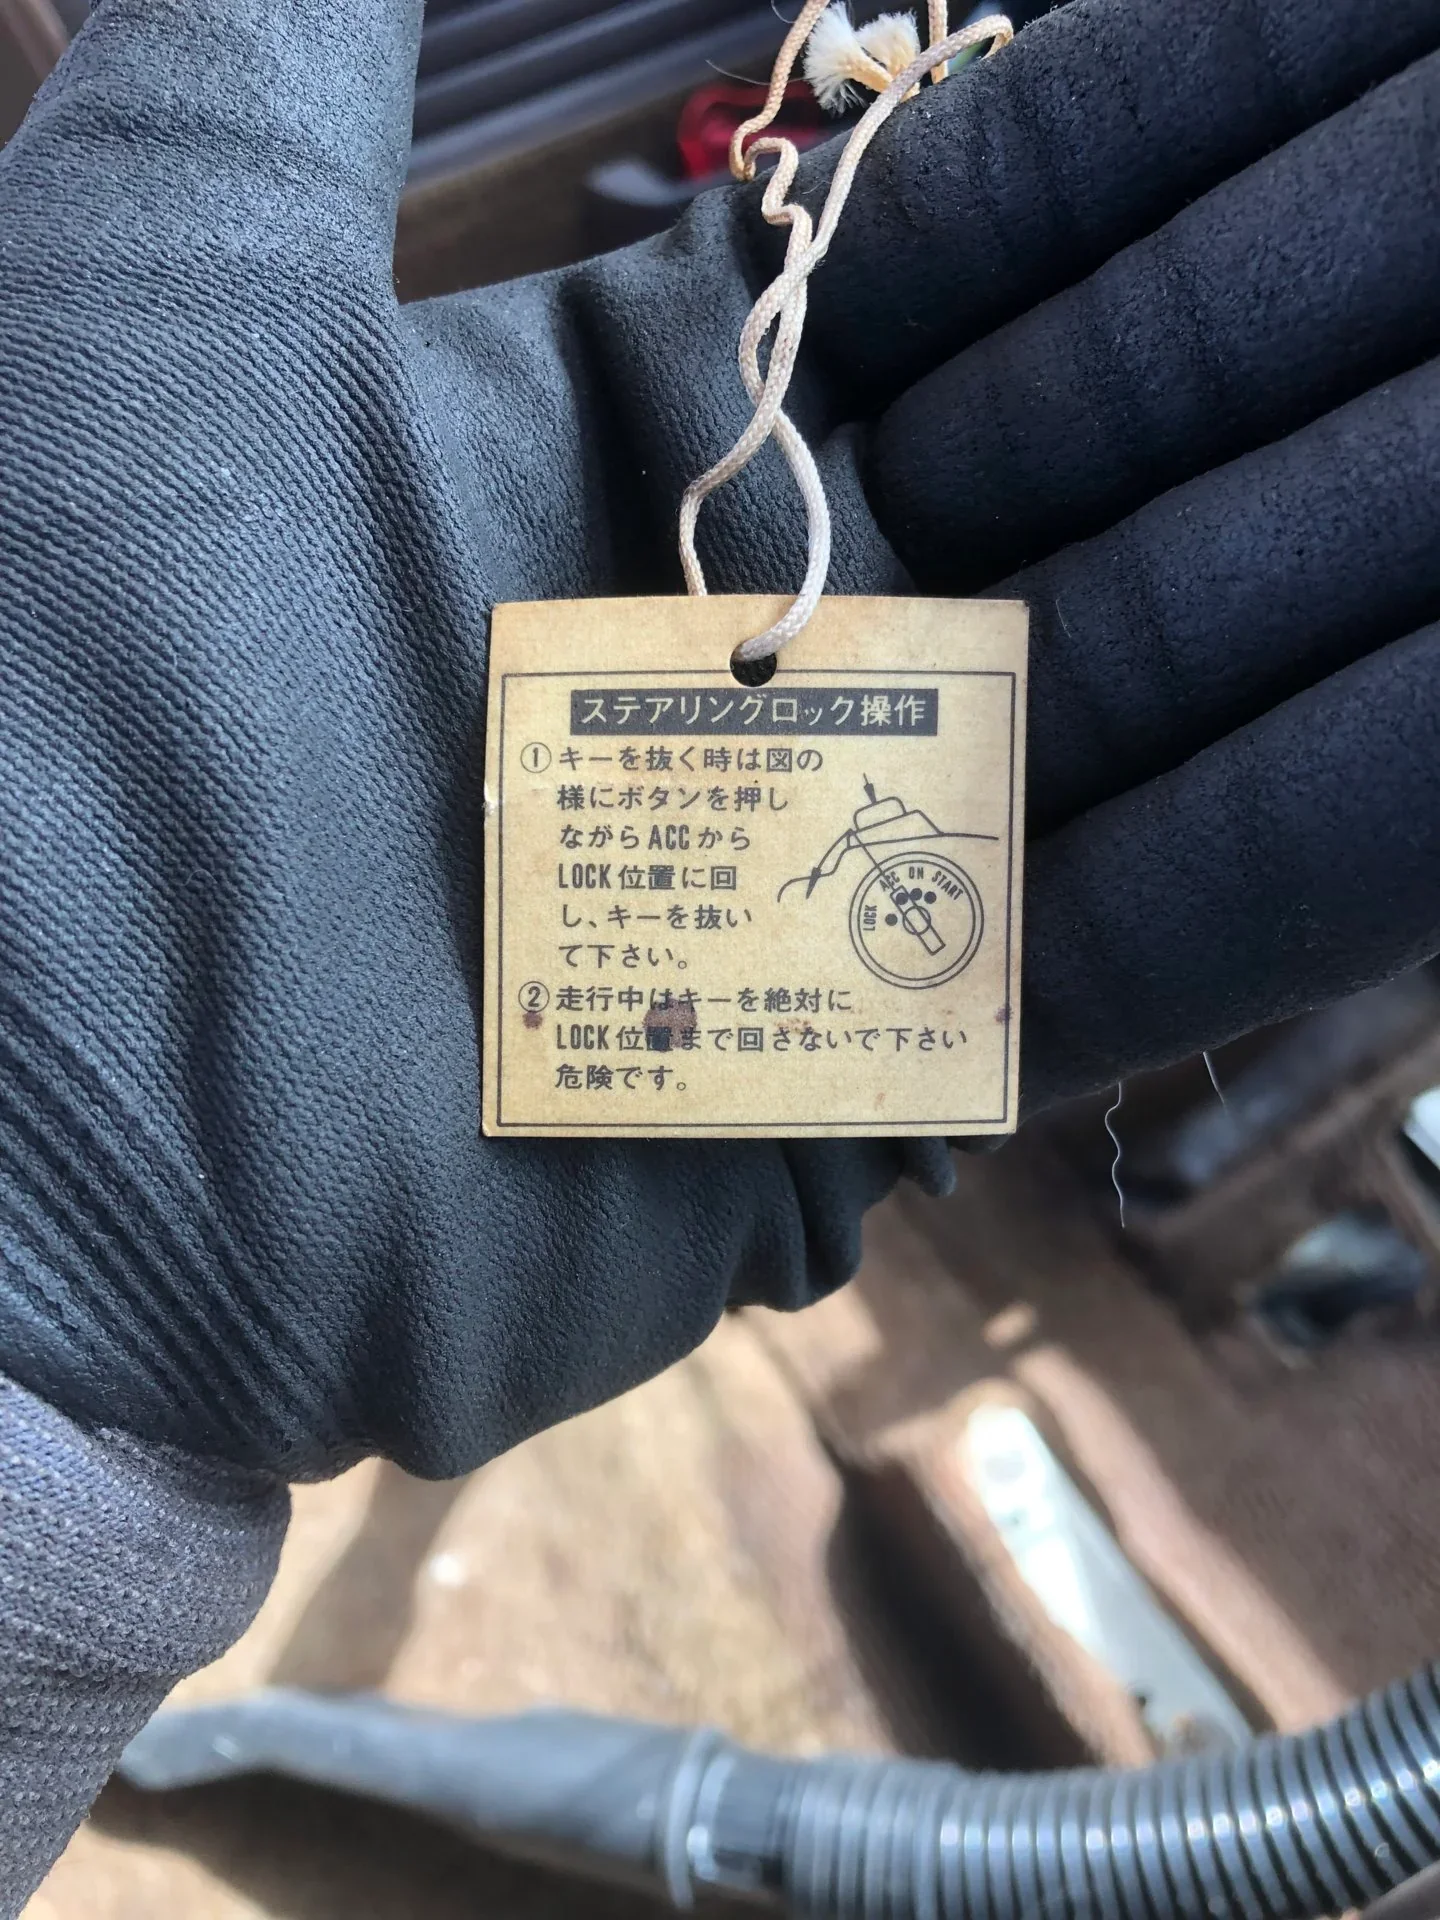 ステアリングロック操作
①キーを抜く時は図の
様にボタンを押し
ながらACCから
LOCK位置に回
し、キーを抜い
て下さい。
LOCK ACC ON START
②走行中はキーを絶対に
LOCK位置まで回さないで下さい
危険です。